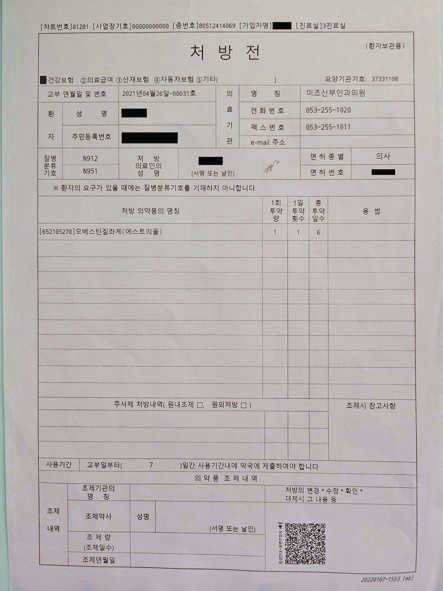 [차트번호]81281 [사업장기호]00000000000 [증번호]80512414069 [가입자명] [진료실]3진료실
처 방 전
(환자보관용)
건강보험 ②의료급여 ③산재보험 ④자동차보험 ⑤기타( )
요양기관기호: 37331108
교부 연월일 및 번호 2021년04월26일-00031호
의료기관
명 칭 미즈산부인과의원
전화번호 053-255-1020
팩스번호 053-255-1011
e-mail 주소
환자
성 명
주민등록번호
질병분류기호
N912
N951
처 방
의료인의
성 명
(서명 또는 날인)
면허종별 의사
면허번호
※ 환자의 요구가 있을 때에는 질병분류기호를 기재하지 아니합니다.
처방 의약품의 명칭
1회 투약량
1일 투약횟수
총 투약일수
용 법
[652105270]오베스틴질좌제(에스트리올) 1 1 6
주사제 처방내역( 원내조제 □, 원외처방 □ )
조제시 참고사항
사용기간 교부일부터( 7 )일간 사용기간내에 약국에 제출하여야 합니다
의 약 품 조 제 내 역
조제내역
조제기관의
명 칭
처방의 변경·수정·확인·
대체시 그 내용 등
조제약사 성명
(서명 또는 날인)
조 제 량
(조제일수)
조제연월일